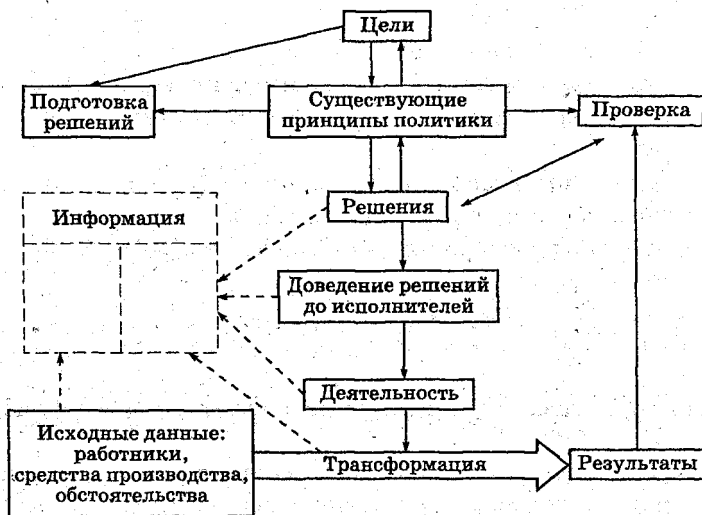 Цели
Подготовка
решений
Существующие
принципы политики
Проверка
Информация
Решения
Доведение решений
до исполнителей
Деятельность
Исходные данные:
работники,
средства производства,
обстоятельства
Трансформация
Результаты